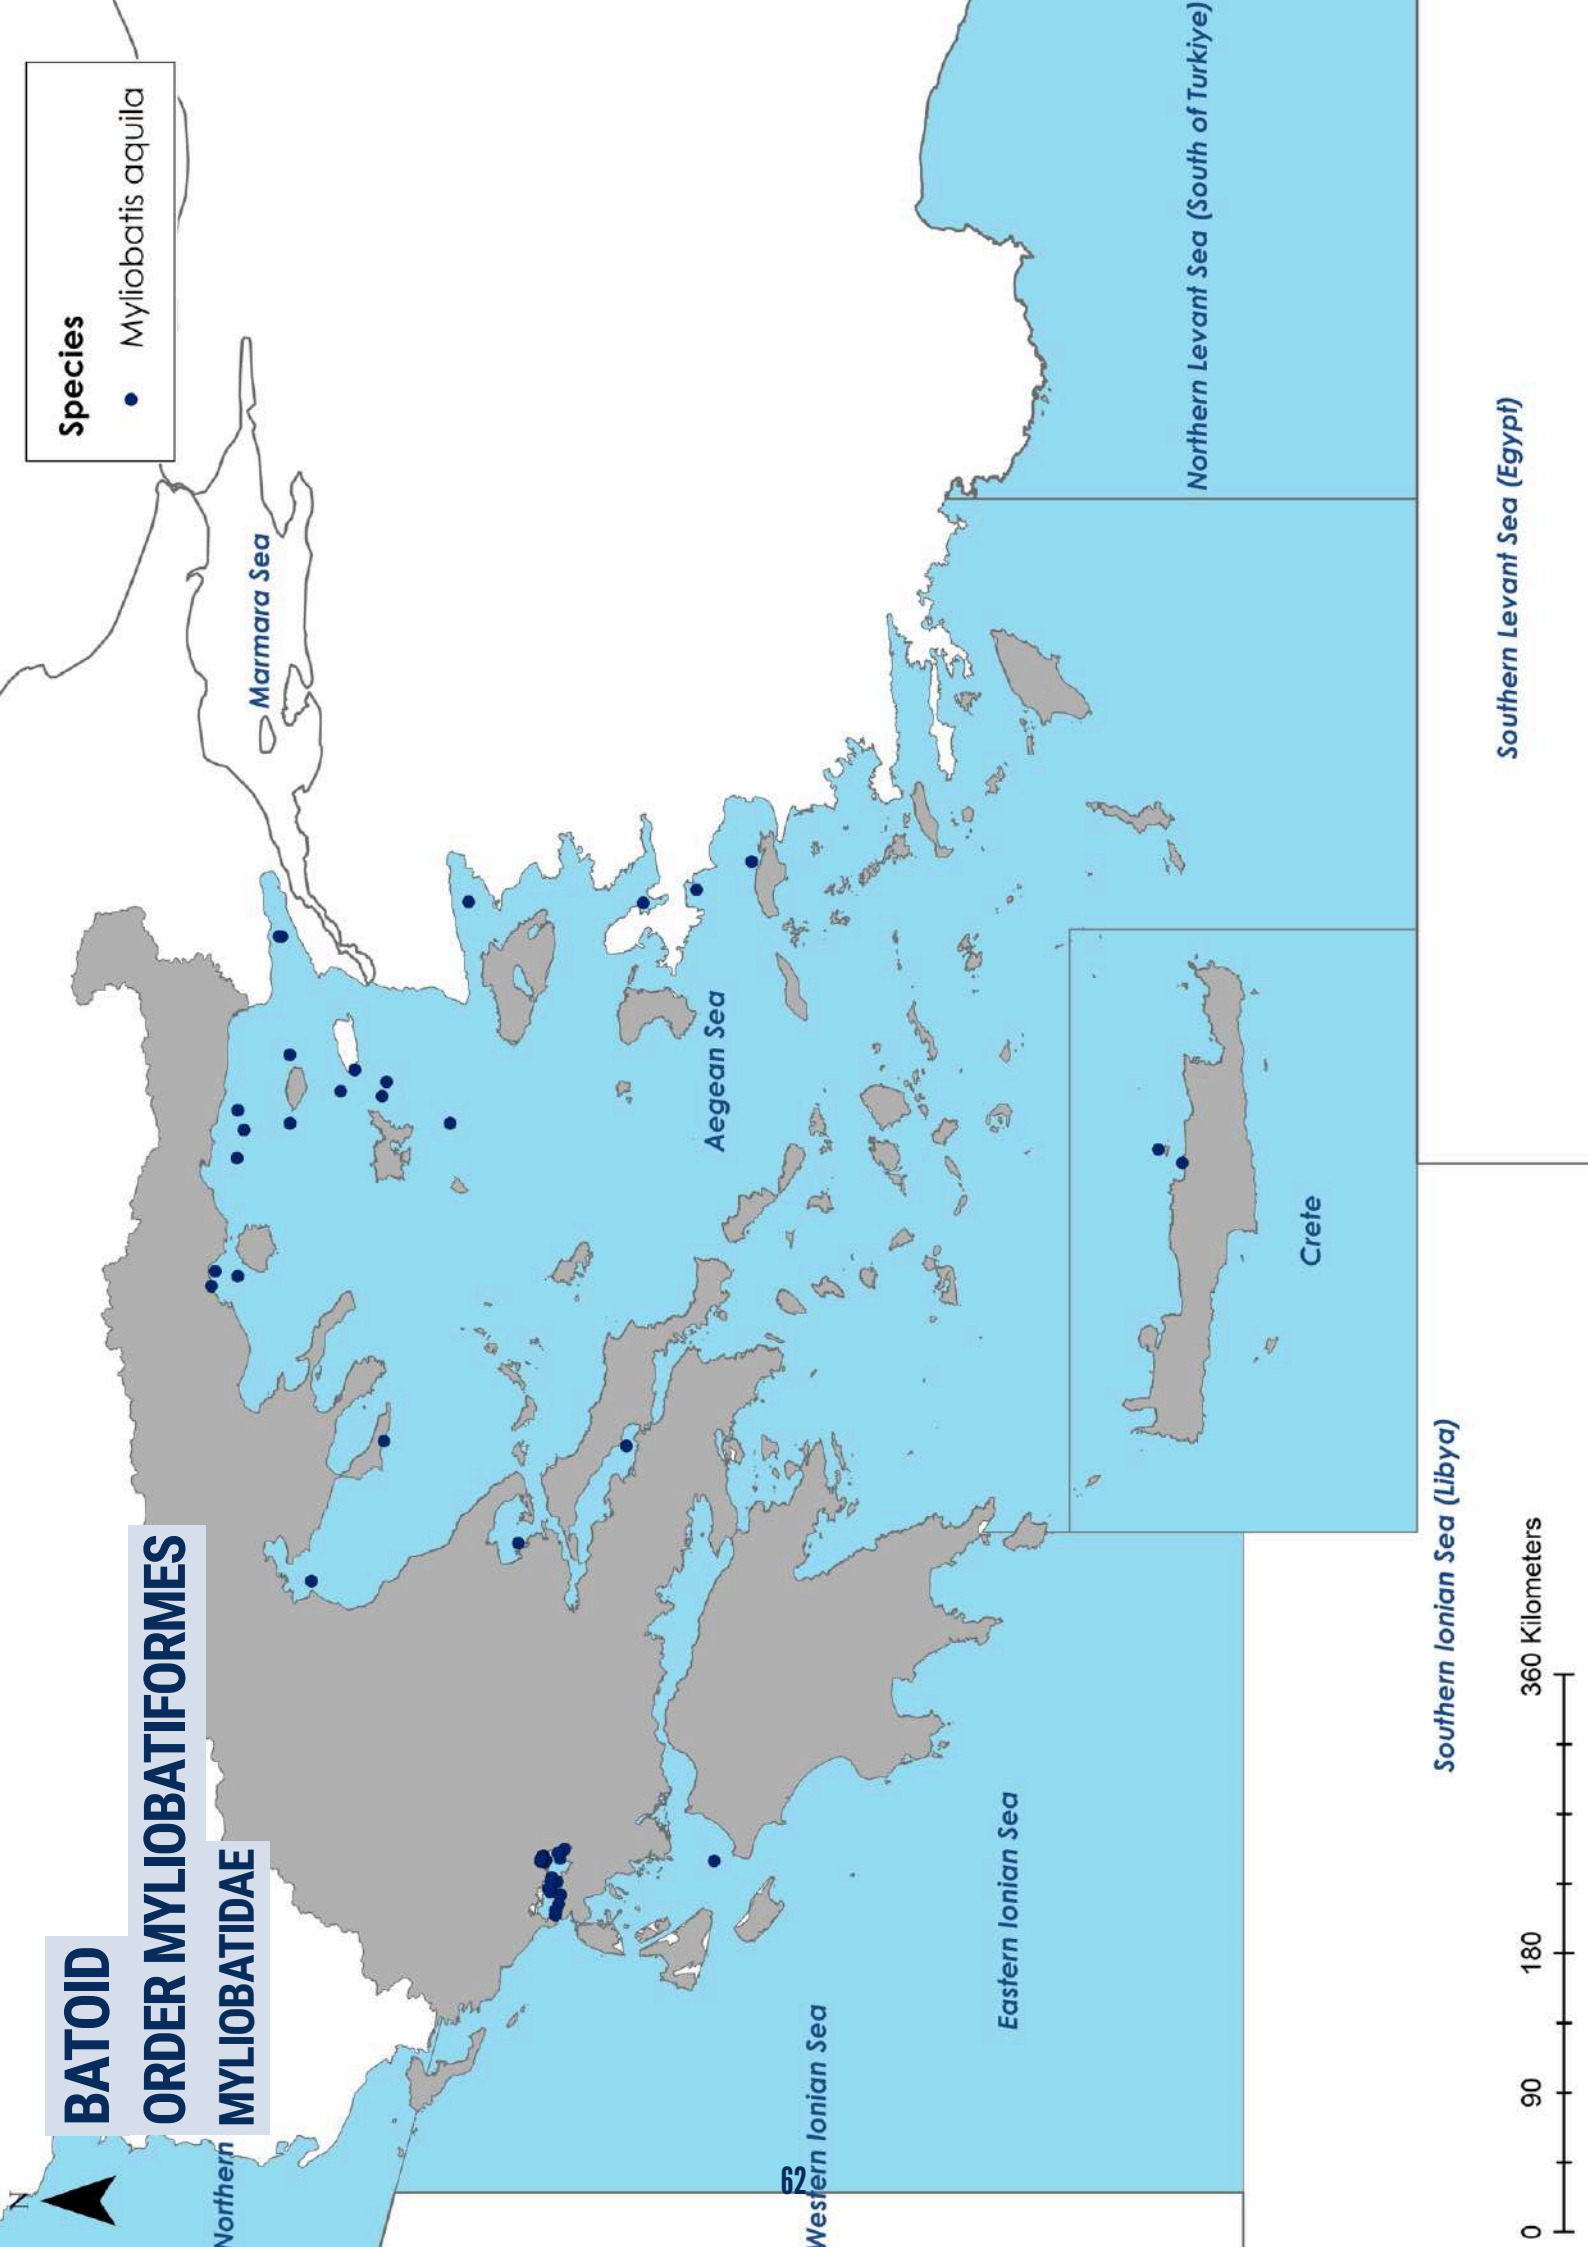 BATOID
ORDER MYLIOBATIFORMES
MYLIOBATIDAE
N
Species
Myliobatis aquila
Marmara Sea
Northern
Aegean Sea
Western Ionian Sea
Eastern Ionian Sea
Crete
Northern Levant Sea (South of Turkiye)
Southern Ionian Sea (Libya)
Southern Levant Sea (Egypt)
0 90 180 360 Kilometers
62